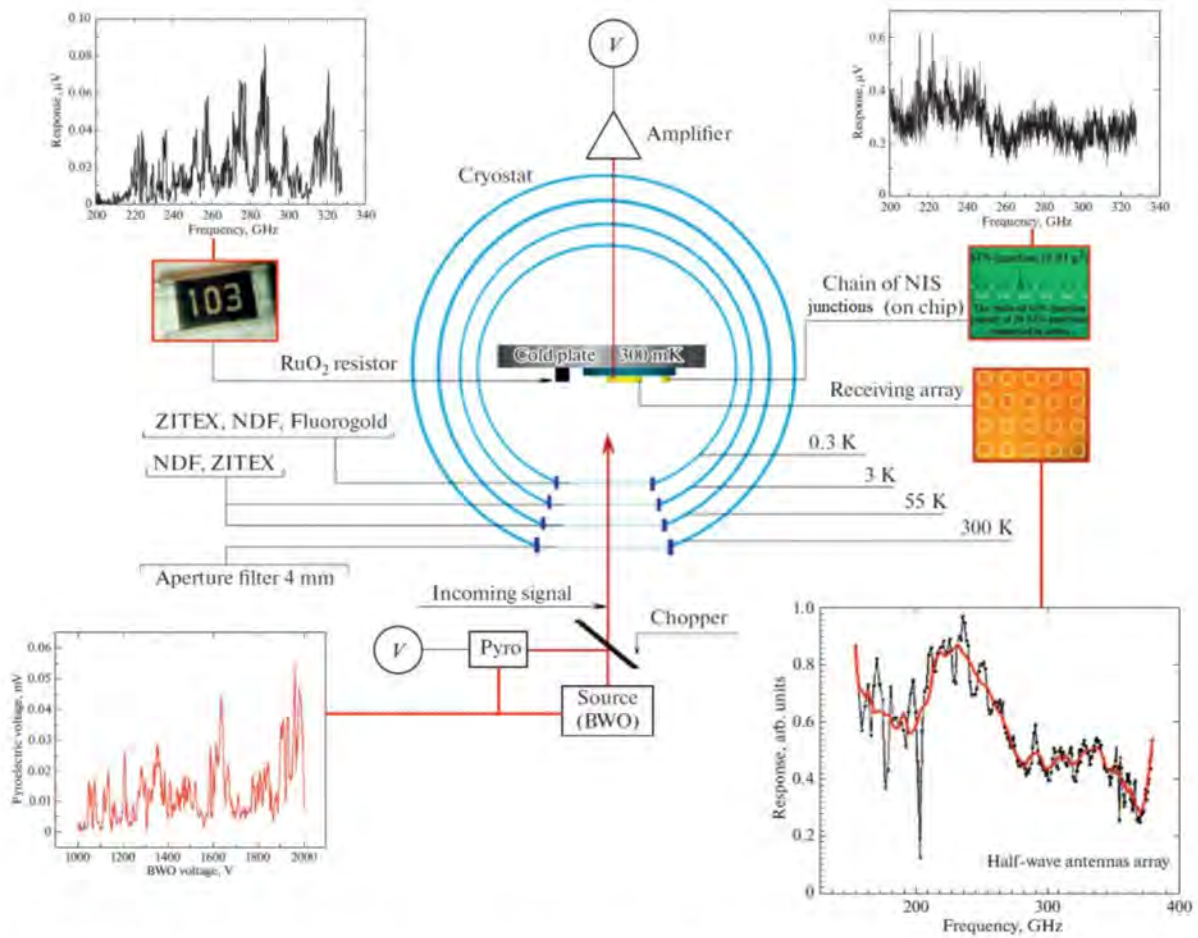 0.10
0.08
0.06
0.04
0.02
0
Response, μV
200 220 240 260 280 300 320 340
Frequency, GHz
V
Amplifier
Cryostat
0.6
0.4
0.2
0
Response, μV
200 220 240 260 280 300 320 340
Frequency, GHz
103
RuO₂ resistor
Cold plate 300 mK
Chain of NIS
junctions (on chip)
Receiving array
ZITEX, NDF, Fluorogold
NDF, ZITEX
Aperture filter 4 mm
0.3 K
3 K
55 K
300 K
Incoming signal
Chopper
V
Pyro
Source
(BWO)
0.06
0.05
0.04
0.03
0.02
0.01
0
Pyroelectric voltage, mV
1000 1200 1400 1600 1800 2000
BWO voltage, V
1.0
0.8
0.6
0.4
0.2
0
Response, arb. units
Half-wave antennas array
200 300 400
Frequency, GHz